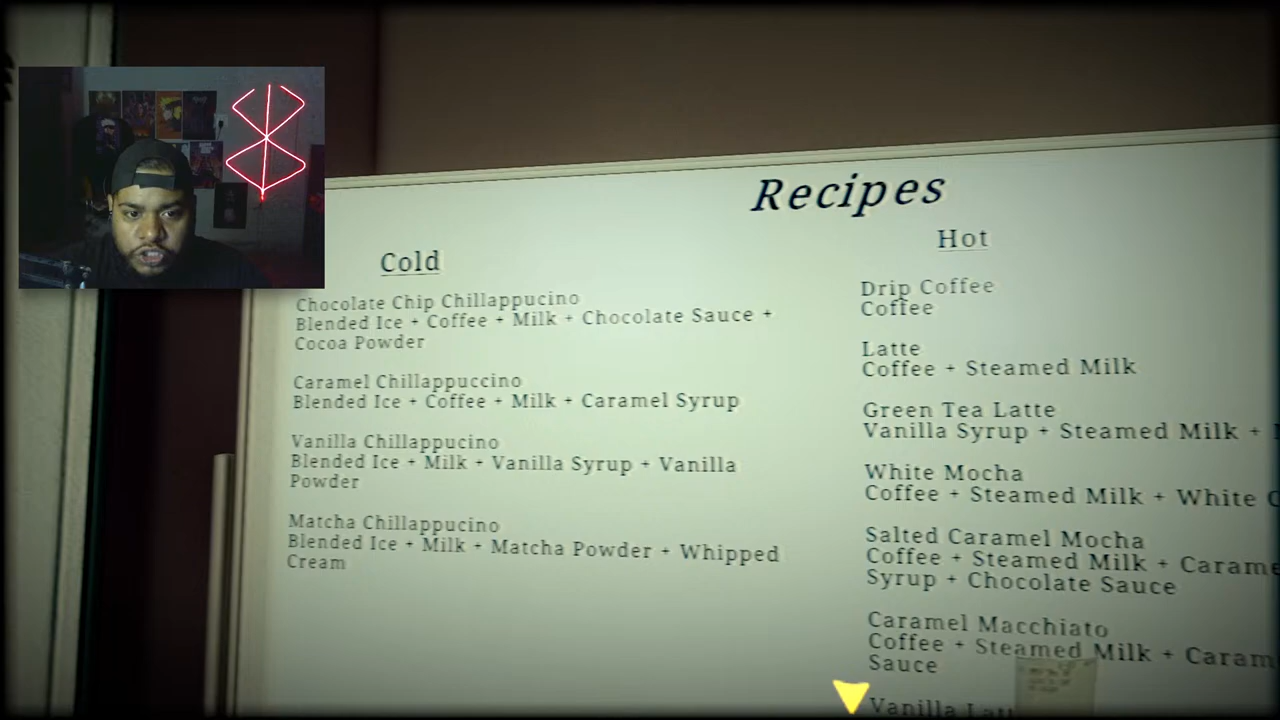 Recipes
Cold
Chocolate Chip Chillappucino
Blended Ice + Coffee + Milk + Chocolate Sauce +
Cocoa Powder
Caramel Chillappuccino
Blended Ice + Coffee + Milk + Caramel Syrup
Vanilla Chillappucino
Blended Ice + Milk + Vanilla Syrup + Vanilla
Powder
Matcha Chillappucino
Blended Ice + Milk + Matcha Powder + Whipped
Cream
Hot
Drip Coffee
Coffee
Latte
Coffee + Steamed Milk
Green Tea Latte
Vanilla Syrup + Steamed Milk +
White Mocha
Coffee + Steamed Milk + White
Salted Caramel Mocha
Coffee + Steamed Milk +
Syrup + Chocolate Sauce
Caramel Macchiato
Coffee + Steamed Milk +
Sauce
Vanilla